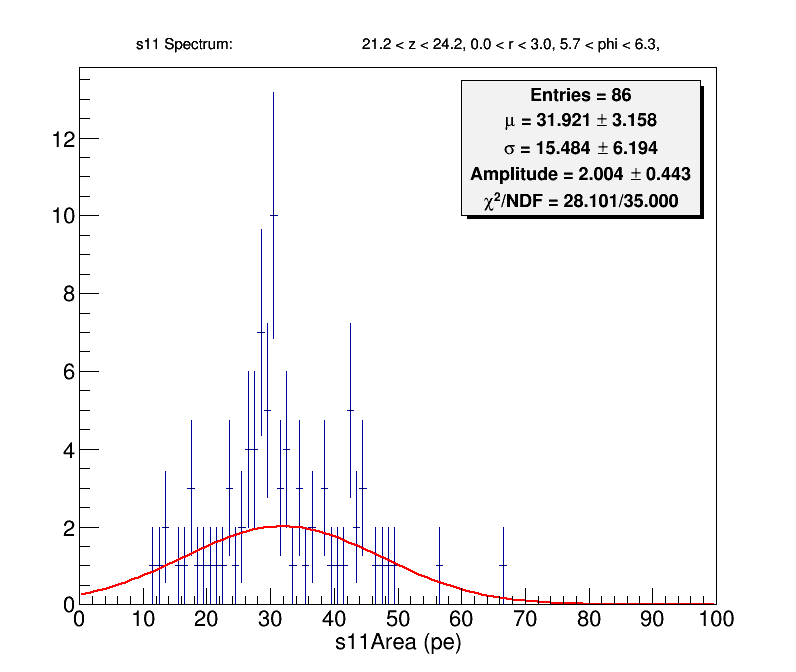 s11 Spectrum: 21.2 < z < 24.2, 0.0 < r < 3.0, 5.7 < phi < 6.3,
Entries = 86
μ = 31.921 ± 3.158
σ = 15.484 ± 6.194
Amplitude = 2.004 ± 0.443
χ²/NDF = 28.101/35.000
12
10
8
6
4
2
0
0 10 20 30 40 50 60 70 80 90 100
s11Area (pe)